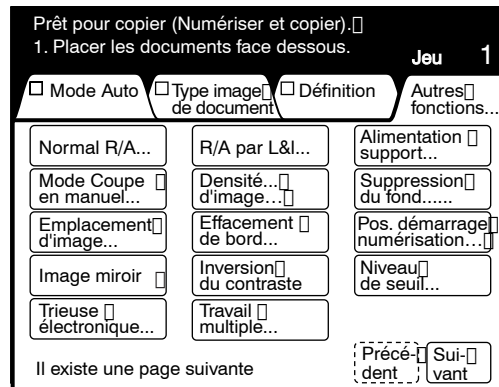 Prêt pour copier (Numériser et copier).
1. Placer les documents face dessous.
Jeu 1
Mode Auto
Type image
de document
Définition
Autres
fonctions...
Normal R/A...
R/A par L&I...
Alimentation
support...
Mode Coupe
en manuel...
Densité...
d'image...
Suppression
du fond......
Emplacement
d'image...
Effacement
de bord...
Pos. démarrage
numérisation...
Image miroir
Inversion
du contraste
Niveau
de seuil...
Trieuse
électronique...
Travail
multiple...
Il existe une page suivante
Précé-
dent
Sui-
vant